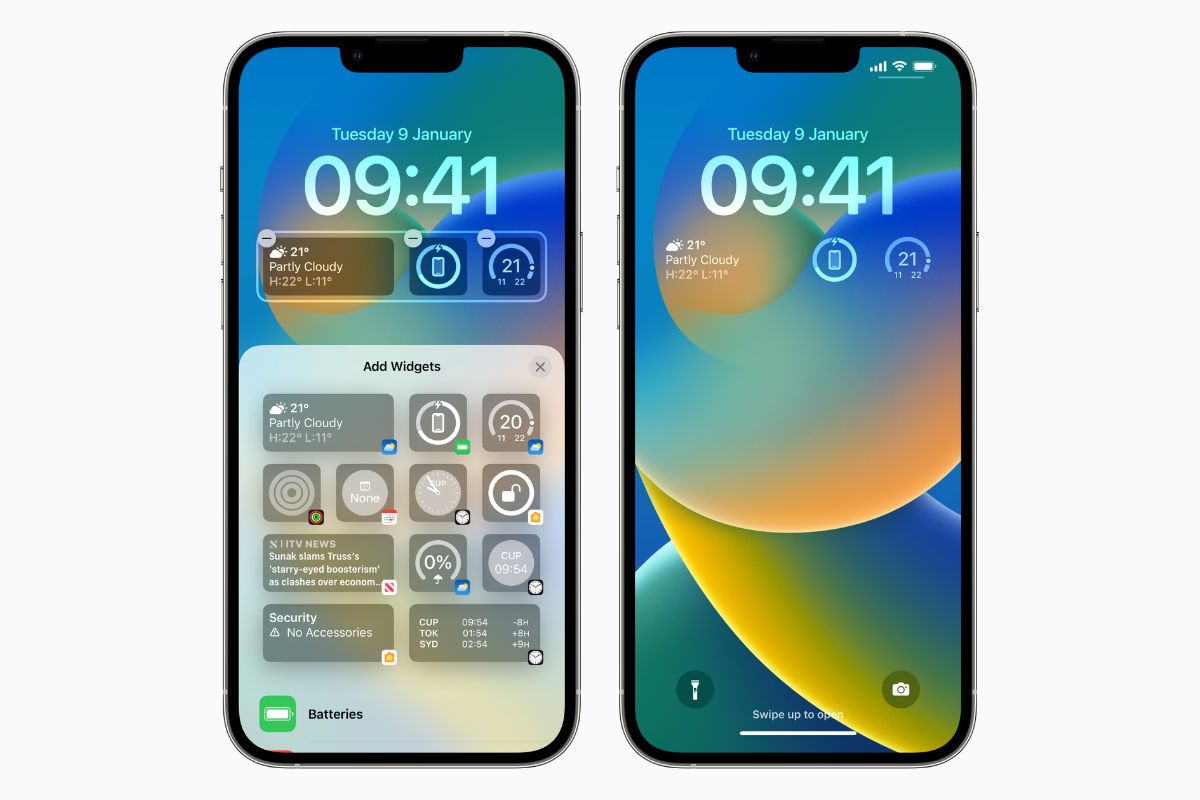 Tuesday 9 January
09:41
21°
Partly Cloudy
H:22° L:11°
21
11 22
Add Widgets
21°
Partly Cloudy
H:22° L:11°
20
11 22
None
CUP
ITV NEWS
Sunak slams Truss's
'starry-eyed boosterism'
as clashes over econom...
0%
CUP
09:54
Security
No Accessories
CUP 09:54 -8H
TOK 01:54 +8H
SYD 02:54 +9H
Batteries
Tuesday 9 January
09:41
21°
Partly Cloudy
H:22° L:11°
21
11 22
Swipe up to open